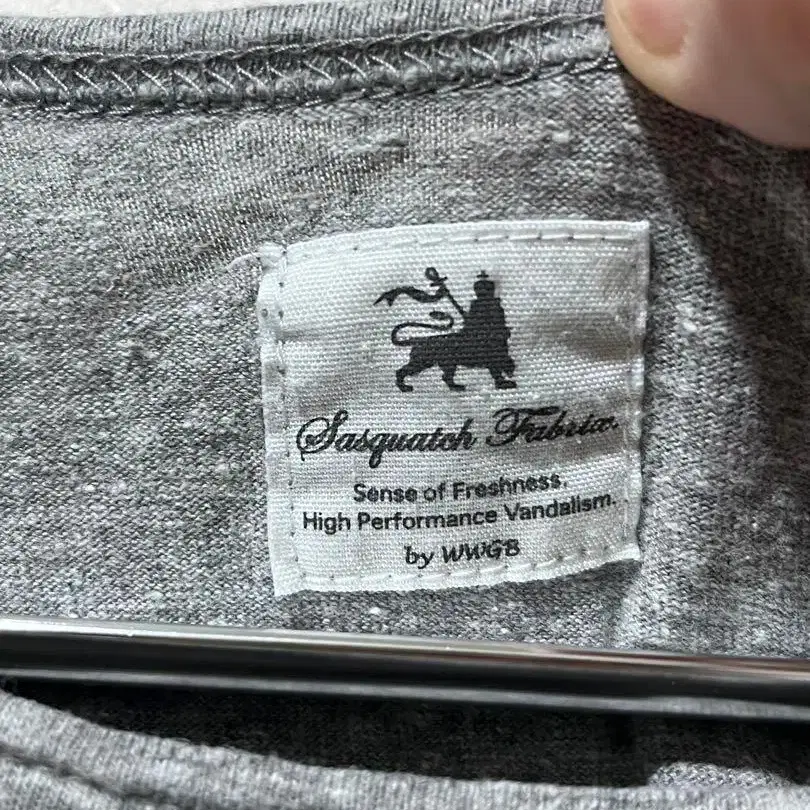 Sasquatch Fabrix.
Sense of Freshness.
High Performance Vandalism.
by WWGB